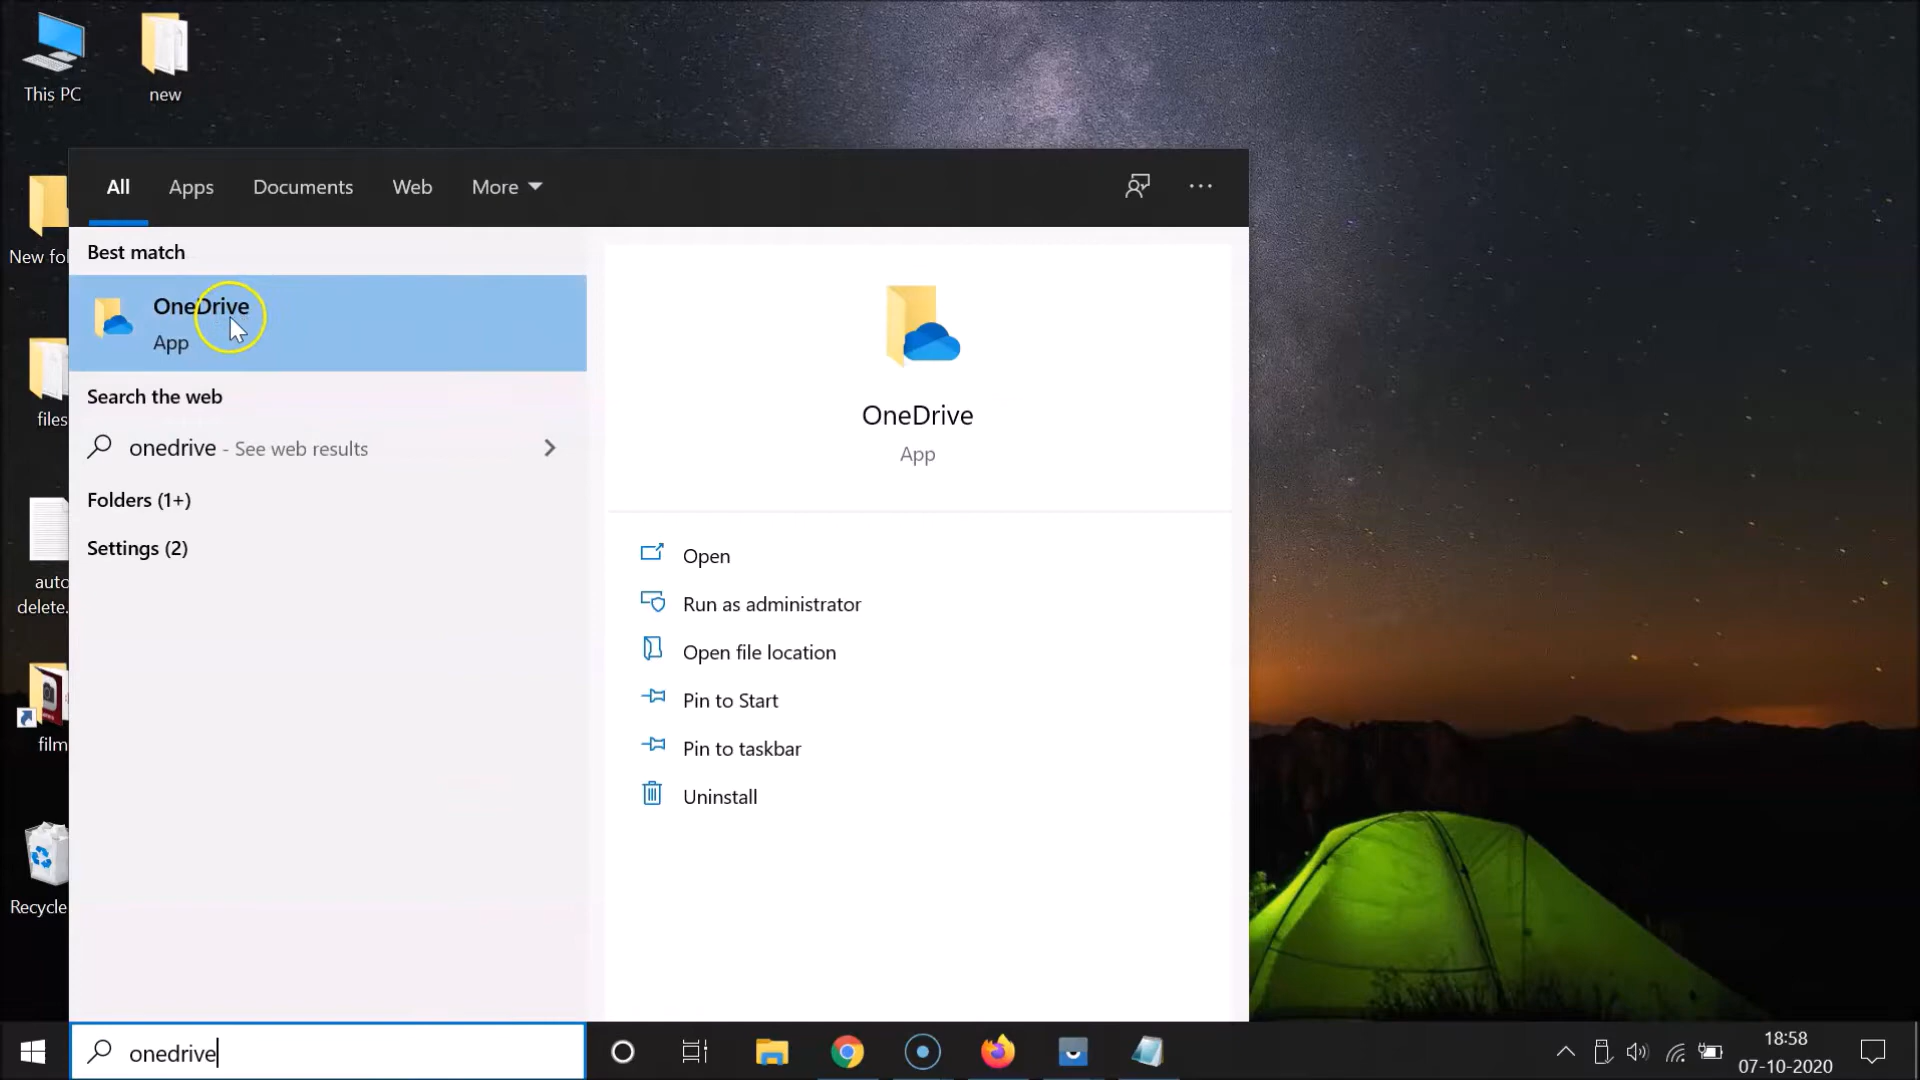 This PC
new
New fol
files
auto
delete.
film
Recycle
All Apps Documents Web More
Best match
OneDrive
App
Search the web
onedrive - See web results
Folders (1+)
Settings (2)
OneDrive
App
Open
Run as administrator
Open file location
Pin to Start
Pin to taskbar
Uninstall
onedrive
18:58
07-10-2020